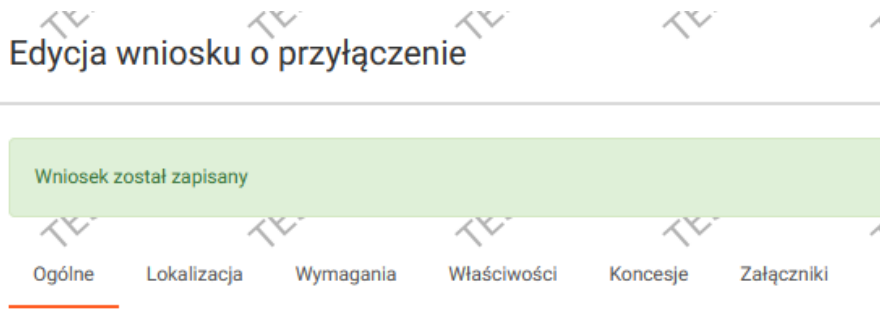 Edycja wniosku o przyłączenie
Wniosek został zapisany
Ogólne Lokalizacja Wymagania Właściwości Koncesje Załączniki